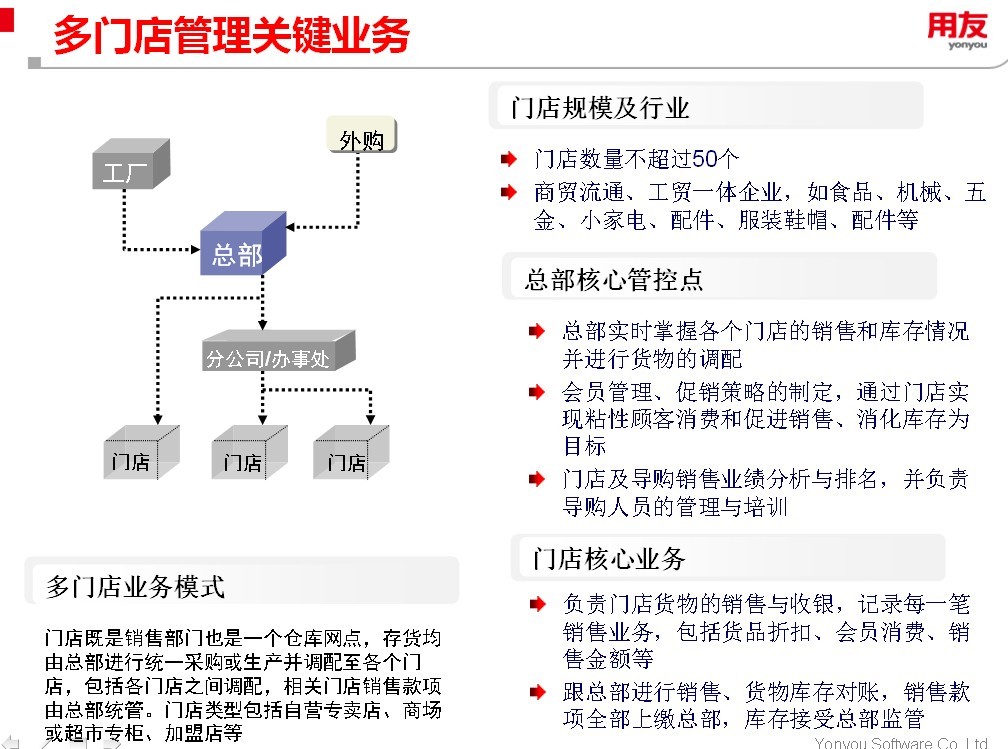 多门店管理关键业务
用友
yonyou
外购
工厂
总部
分公司/办事处
门店
门店
门店
多门店业务模式
门店既是销售部门也是一个仓库网点，存货均
由总部进行统一采购或生产并调配至各个门
店，包括各门店之间调配，相关门店销售款项
由总部统管。门店类型包括自营专卖店、商场
或超市专柜、加盟店等
门店规模及行业
门店数量不超过50个
商贸流通、工贸一体企业，如食品、机械、五
金、小家电、配件、服装鞋帽、配件等
总部核心管控点
总部实时掌握各个门店的销售和库存情况
并进行货物的调配
会员管理、促销策略的制定，通过门店实
现粘性顾客消费和促进销售、消化库存为
目标
门店及导购销售业绩分析与排名，并负责
导购人员的管理与培训
门店核心业务
负责门店货物的销售与收银，记录每一笔
销售业务，包括货品折扣、会员消费、销
售金额等
跟总部进行销售、货物库存对账，销售款
项全部上缴总部，库存接受总部监管
Yonyou Software Co. Ltd